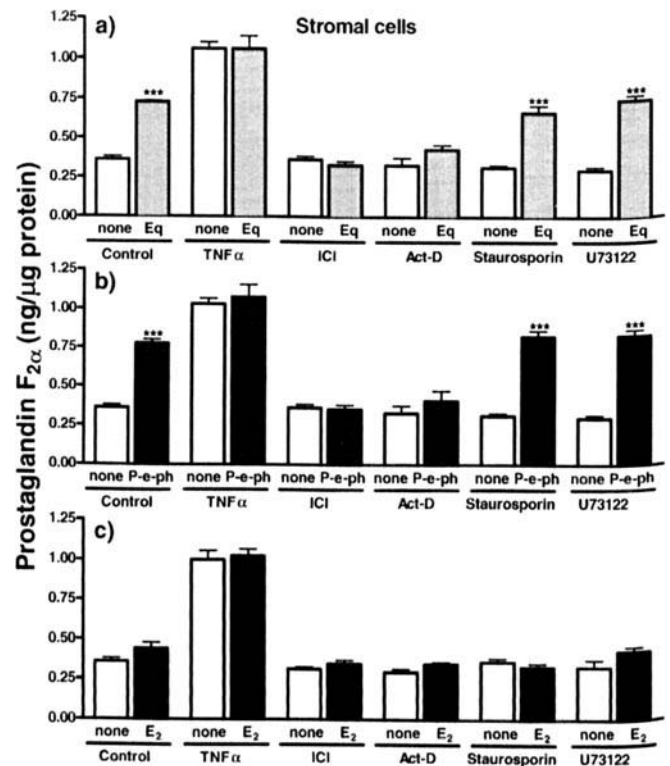 Prostaglandin F2α (ng/μg protein)
a)
Stromal cells
1.25
1.00
0.75
0.50
0.25
0.00
***
***
***
none Eq none Eq none Eq none Eq none Eq none Eq
Control TNFα ICI Act-D Staurosporin U73122
b)
1.25
1.00
0.75
0.50
0.25
0.00
***
***
***
none P-e-ph none P-e-ph none P-e-ph none P-e-ph none P-e-ph none P-e-ph
Control TNFα ICI Act-D Staurosporin U73122
c)
1.25
1.00
0.75
0.50
0.25
0.00
none E2 none E2 none E2 none E2 none E2 none E2
Control TNFα ICI Act-D Staurosporin U73122